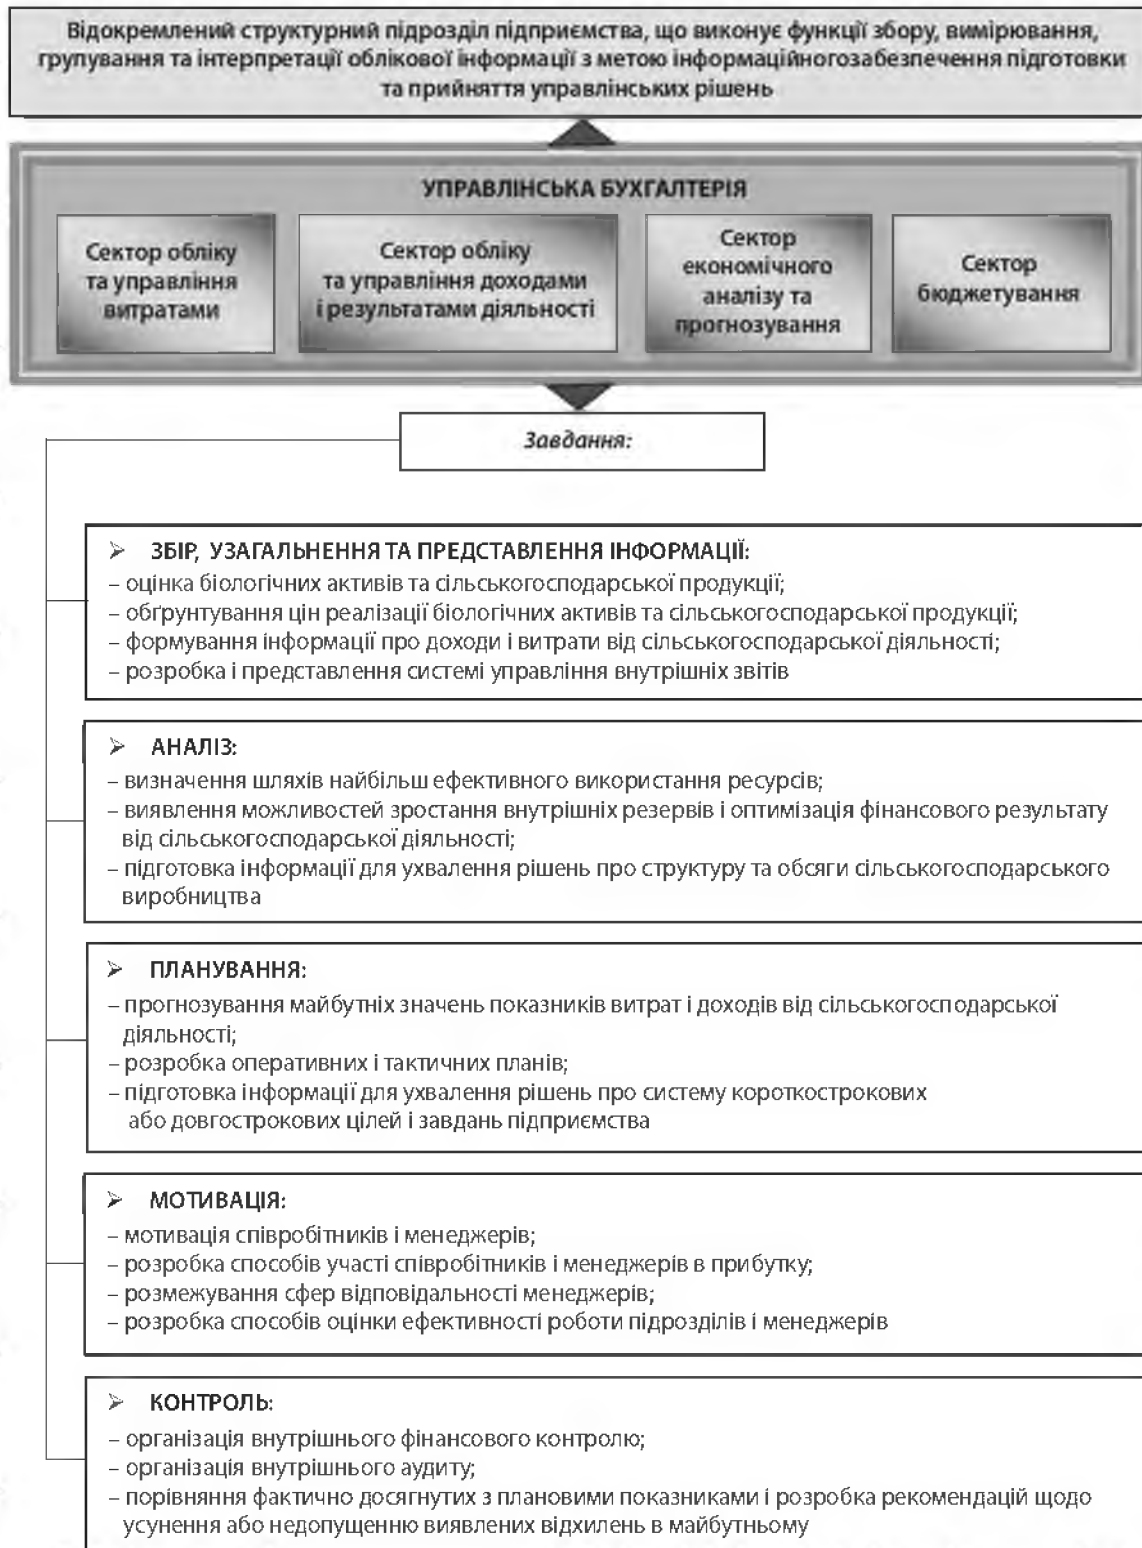 Відокремлений структурний підрозділ підприємства, що виконує функції збору, вимірювання,
групування та інтерпретації облікової інформації з метою інформаційногозабезпечення підготовки
та прийняття управлінських рішень
УПРАВЛІНСЬКА БУХГАЛТЕРІЯ
Сектор обліку
та управління
витратами
Сектор обліку
та управління доходами
і результатами діяльності
Сектор
економічного
аналізу та
прогнозування
Сектор
бюджетування
Завдання:
➢ ЗБІР, УЗАГАЛЬНЕННЯ ТА ПРЕДСТАВЛЕННЯ ІНФОРМАЦІЇ:
– оцінка біологічних активів та сільськогосподарської продукції;
– обґрунтування цін реалізації біологічних активів та сільськогосподарської продукції;
– формування інформації про доходи і витрати від сільськогосподарської діяльності;
– розробка і представлення системі управління внутрішніх звітів
➢ АНАЛІЗ:
– визначення шляхів найбільш ефективного використання ресурсів;
– виявлення можливостей зростання внутрішніх резервів і оптимізація фінансового результату
від сільськогосподарської діяльності;
– підготовка інформації для ухвалення рішень про структуру та обсяги сільськогосподарського
виробництва
➢ ПЛАНУВАННЯ:
– прогнозування майбутніх значень показників витрат і доходів від сільськогосподарської
діяльності;
– розробка оперативних і тактичних планів;
– підготовка інформації для ухвалення рішень про систему короткострокових
або довгострокових цілей і завдань підприємства
➢ МОТИВАЦІЯ:
– мотивація співробітників і менеджерів;
– розробка способів участі співробітників і менеджерів в прибутку;
– розмежування сфер відповідальності менеджерів;
– розробка способів оцінки ефективності роботи підрозділів і менеджерів
➢ КОНТРОЛЬ:
– організація внутрішнього фінансового контролю;
– організація внутрішнього аудиту;
– порівняння фактично досягнутих з плановими показниками і розробка рекомендацій щодо
усунення або недопущенню виявлених відхилень в майбутньому